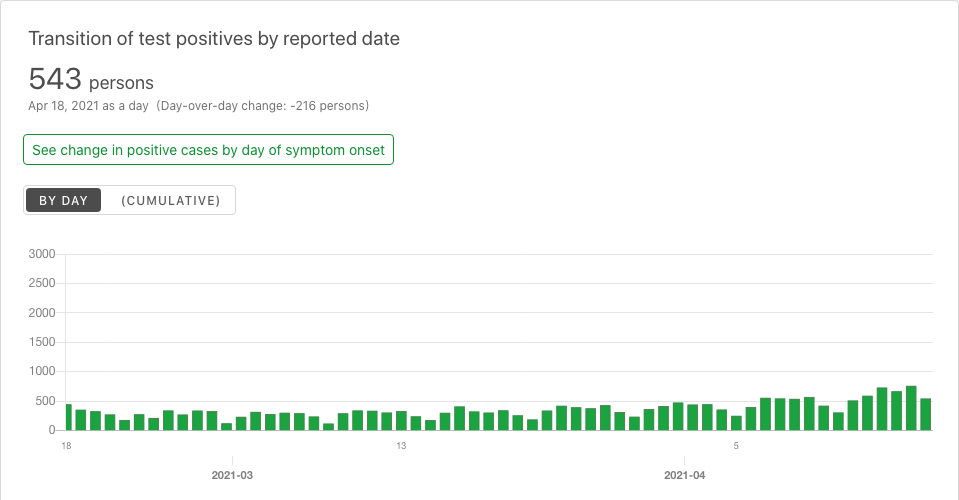 Transition of test positives by reported date
543 persons
Apr 18, 2021 as a day (Day-over-day change: -216 persons)
See change in positive cases by day of symptom onset
BY DAY (CUMULATIVE)
3000
2500
2000
1500
1000
500
0
18 13 5
2021-03 2021-04